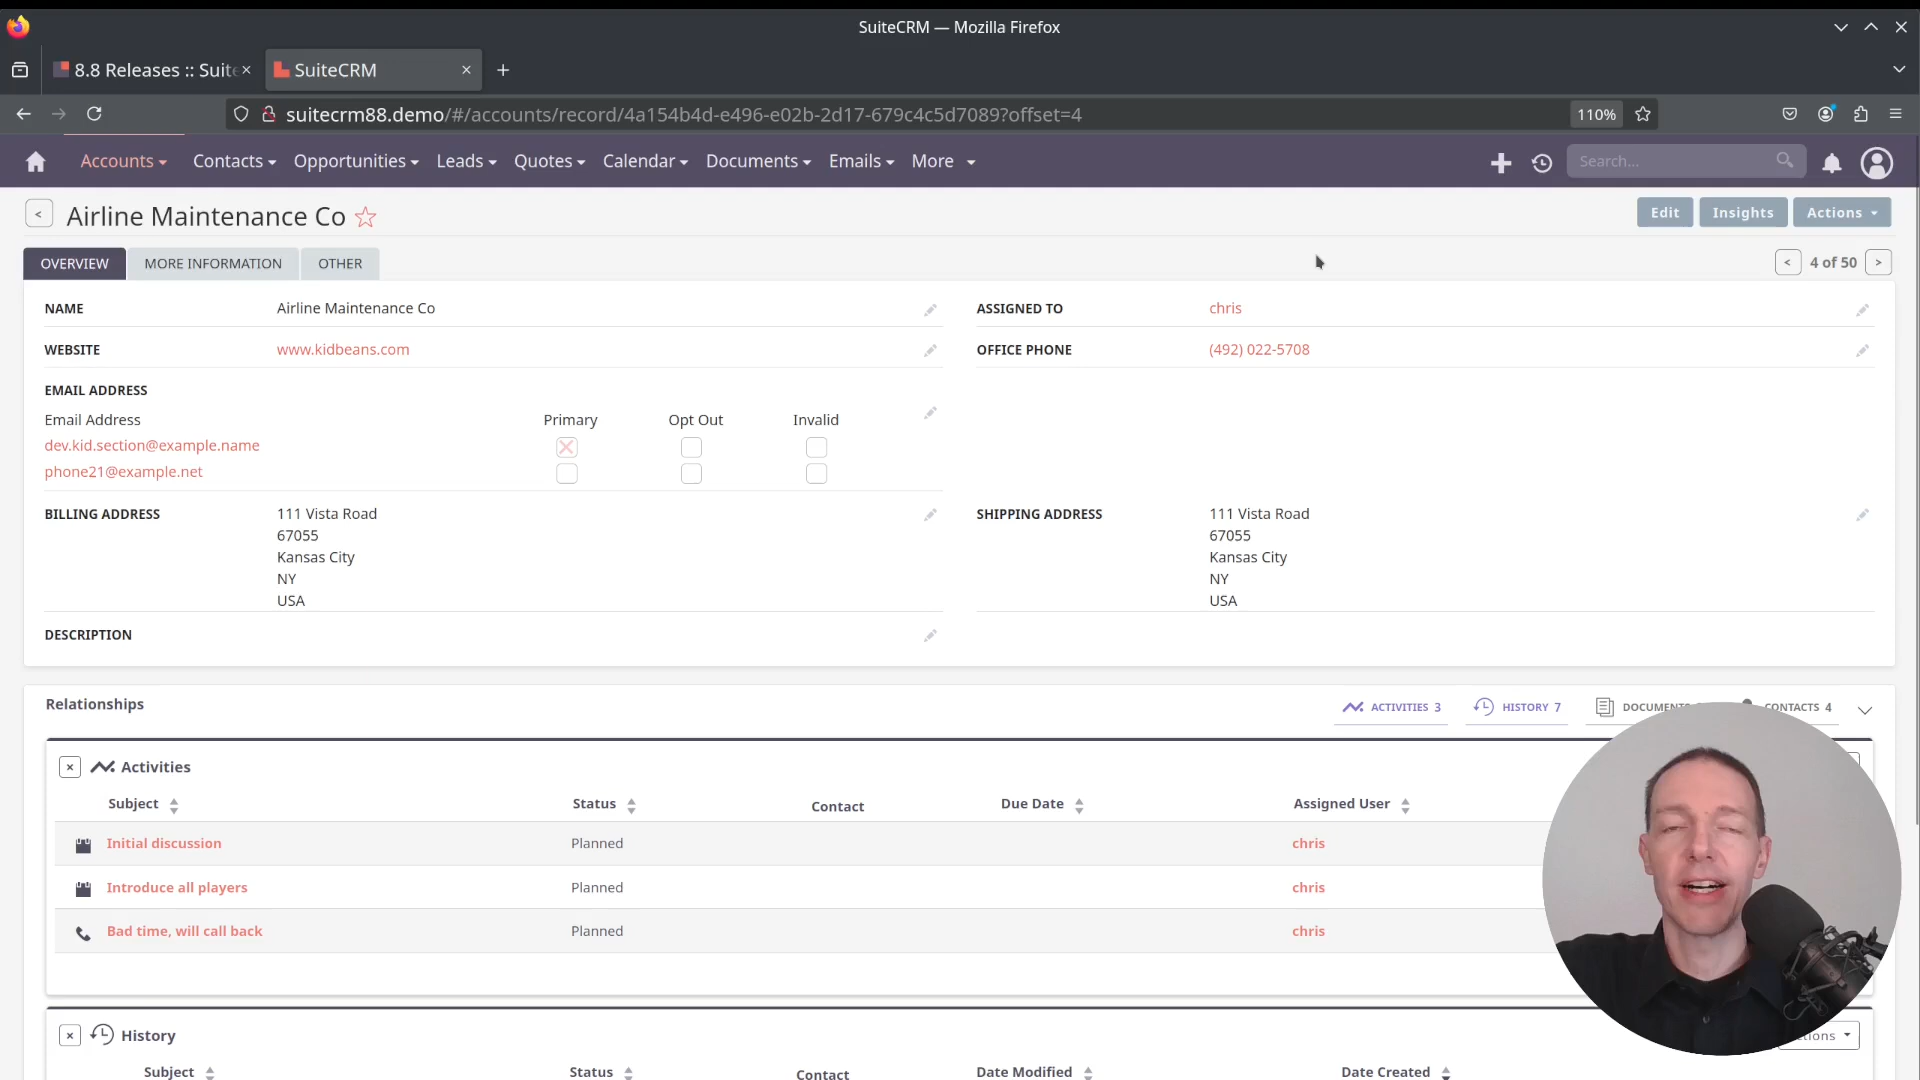 SuiteCRM — Mozilla Firefox
8.8 Releases :: Suite
SuiteCRM
suitecrm88.demo/#/accounts/record/4a154b4d-e496-e02b-2d17-679c4c5d7089?offset=4
110%
Accounts Contacts Opportunities Leads Quotes Calendar Documents Emails More
Search...
Airline Maintenance Co
Edit Insights Actions
OVERVIEW MORE INFORMATION OTHER
< 4 of 50 >
NAME Airline Maintenance Co
ASSIGNED TO chris
WEBSITE www.kidbeans.com
OFFICE PHONE (492) 022-5708
EMAIL ADDRESS
Email Address Primary Opt Out Invalid
dev.kid.section@example.name
phone21@example.net
BILLING ADDRESS 111 Vista Road
67055
Kansas City
NY
USA
SHIPPING ADDRESS 111 Vista Road
67055
Kansas City
NY
USA
DESCRIPTION
Relationships
ACTIVITIES 3 HISTORY 7 CONTACTS 4
Activities
Subject Status Contact Due Date Assigned User
Initial discussion Planned chris
Introduce all players Planned chris
Bad time, will call back Planned chris
History
Subject Status Contact Date Modified Date Created